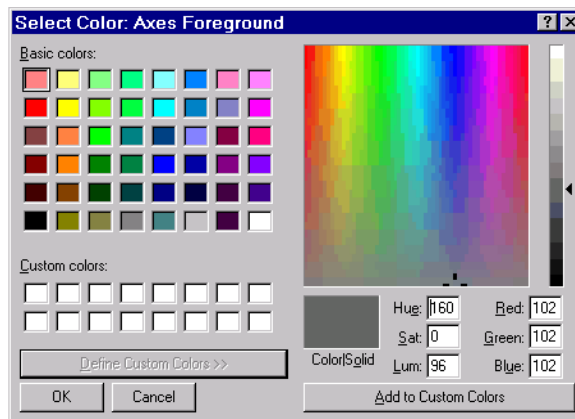 Select Color: Axes Foreground
Basic colors:
Custom colors:
Define Custom Colors >>
OK Cancel
Color|Solid
Hue: 160 Red: 102
Sat: 0 Green: 102
Lum: 96 Blue: 102
Add to Custom Colors